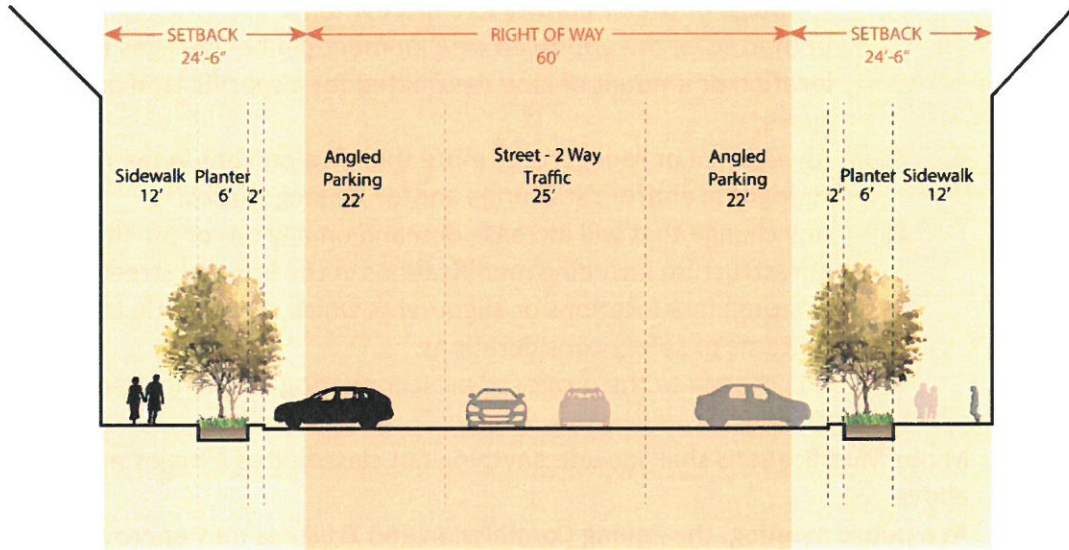 SETBACK
24'-6"
RIGHT OF WAY
60'
SETBACK
24'-6"
Sidewalk
12'
Planter
6'
2'
Angled
Parking
22'
Street - 2 Way
Traffic
25'
Angled
Parking
22'
2'
Planter
6'
Sidewalk
12'